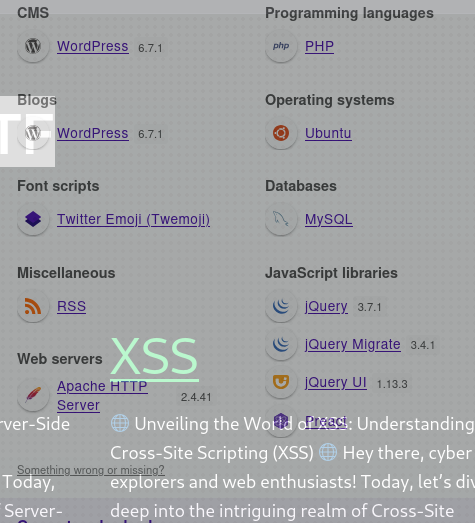 CMS
WordPress 6.7.1
Blogs
WordPress 6.7.1
Font scripts
Twitter Emoji (Twemoji)
Miscellaneous
RSS
Web servers
Apache HTTP
Server 2.4.41
Something wrong or missing?
Programming languages
php PHP
Operating systems
Ubuntu
Databases
MySQL
JavaScript libraries
jQuery 3.7.1
jQuery Migrate 3.4.1
jQuery UI 1.13.3
Preact
TF
XSS
rver-Side
Today,
Server-
🌐 Unveiling the World of XSS: Understanding
Cross-Site Scripting (XSS) 🌐 Hey there, cyber
explorers and web enthusiasts! Today, let's div
deep into the intriguing realm of Cross-Site